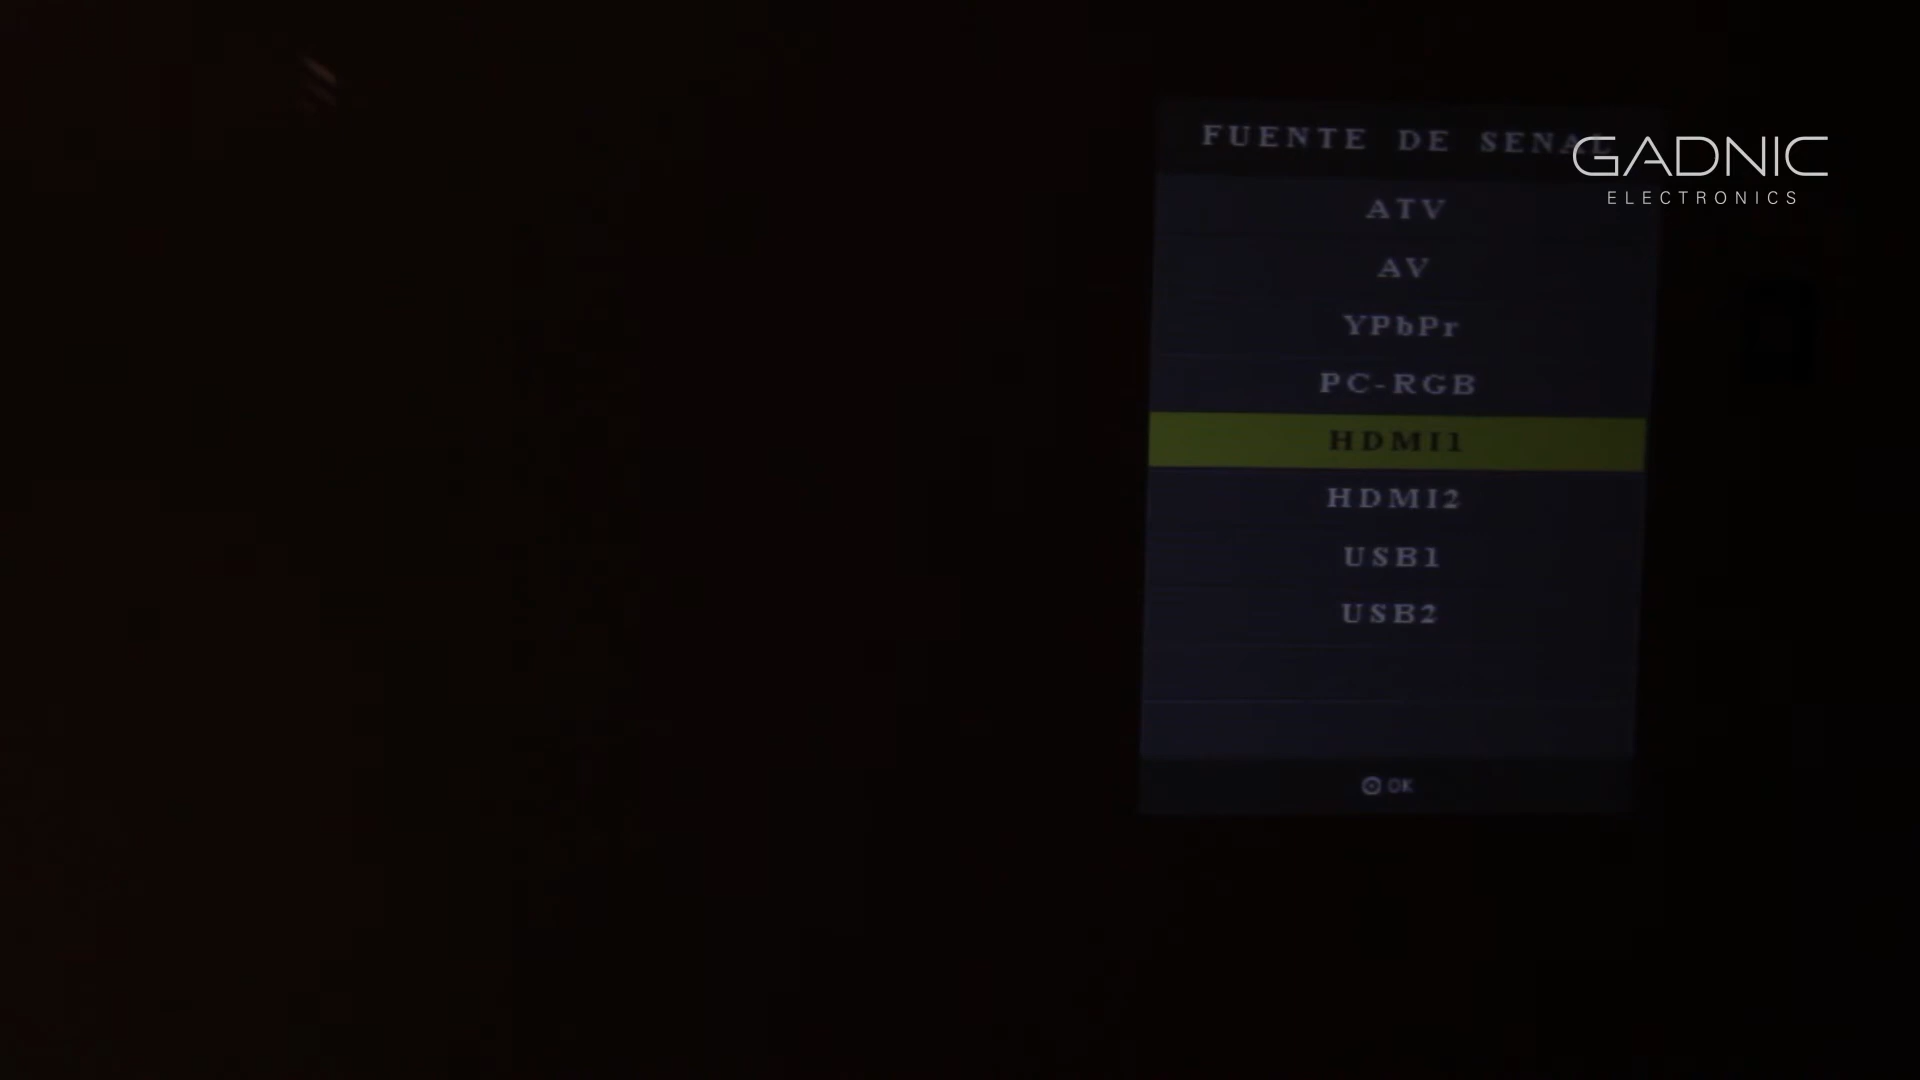 FUENTE DE SENAL
GADNIC
ELECTRONICS
ATV
AV
YPbPr
PC-RGB
HDMI1
HDMI2
USB1
USB2
OK